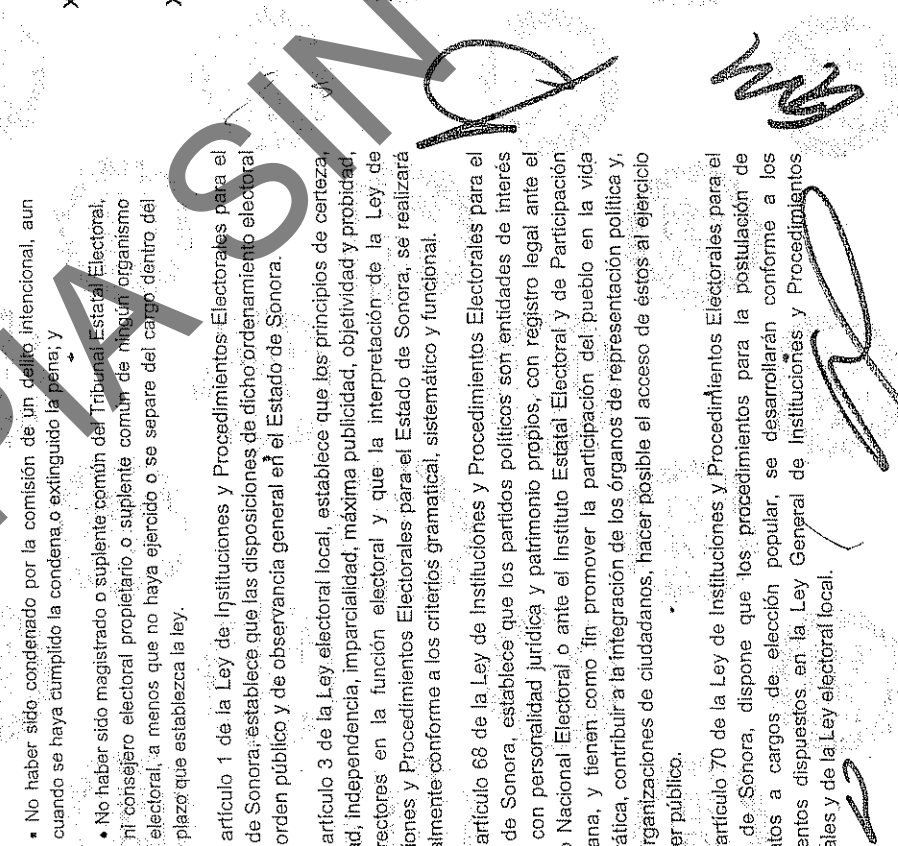 ▪ No haber sido condenado por la comisión de un delito intencional, aun
cuando se haya cumplido la condena o extinguido la pena; y
• No haber sido magistrado o suplente común del Tribunal Estatal Electoral,
ni consejero electoral propietario o suplente común de ningún organismo
electoral, a menos que no haya ejercido o se separe del cargo dentro del
plazo que establezca la ley.
artículo 1 de la Ley de Instituciones y Procedimientos Electorales para el
de Sonora, establece que las disposiciones de dicho ordenamiento electoral
orden público y de observancia general en el Estado de Sonora.
artículo 3 de la Ley electoral local, establece que los principios de certeza,
ad, independencia, imparcialidad, máxima publicidad, objetividad y probidad,
rectores en la función electoral y que la interpretación de la Ley de
iones y Procedimientos Electorales para el Estado de Sonora, se realizará
almente conforme a los criterios gramatical, sistemático y funcional.
artículo 68 de la Ley de Instituciones y Procedimientos Electorales para el
de Sonora, establece que los partidos políticos son entidades de interés
con personalidad jurídica y patrimonio propios, con registro legal ante el
o Nacional Electoral o ante el Instituto Estatal Electoral y de Participación
ana, y tienen como fin promover la participación del pueblo en la vida
ática, contribuir a la integración de los órganos de representación política y,
rganizaciones de ciudadanos, hacer posible el acceso de éstos al ejercicio
er público.
artículo 70 de la Ley de Instituciones y Procedimientos Electorales para el
de Sonora, dispone que los procedimientos para la postulación de
tos a cargos de elección popular, se desarrollarán conforme a los
entos dispuestos en la Ley General de Instituciones y Procedimientos
ales y de la Ley electoral local.
PIA SIN